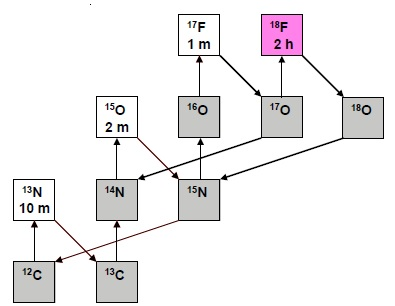 ¹⁷F
1 m
¹⁸F
2 h
¹⁵O
2 m
¹⁶O
¹⁷O
¹⁸O
¹³N
10 m
¹⁴N
¹⁵N
¹²C
¹³C